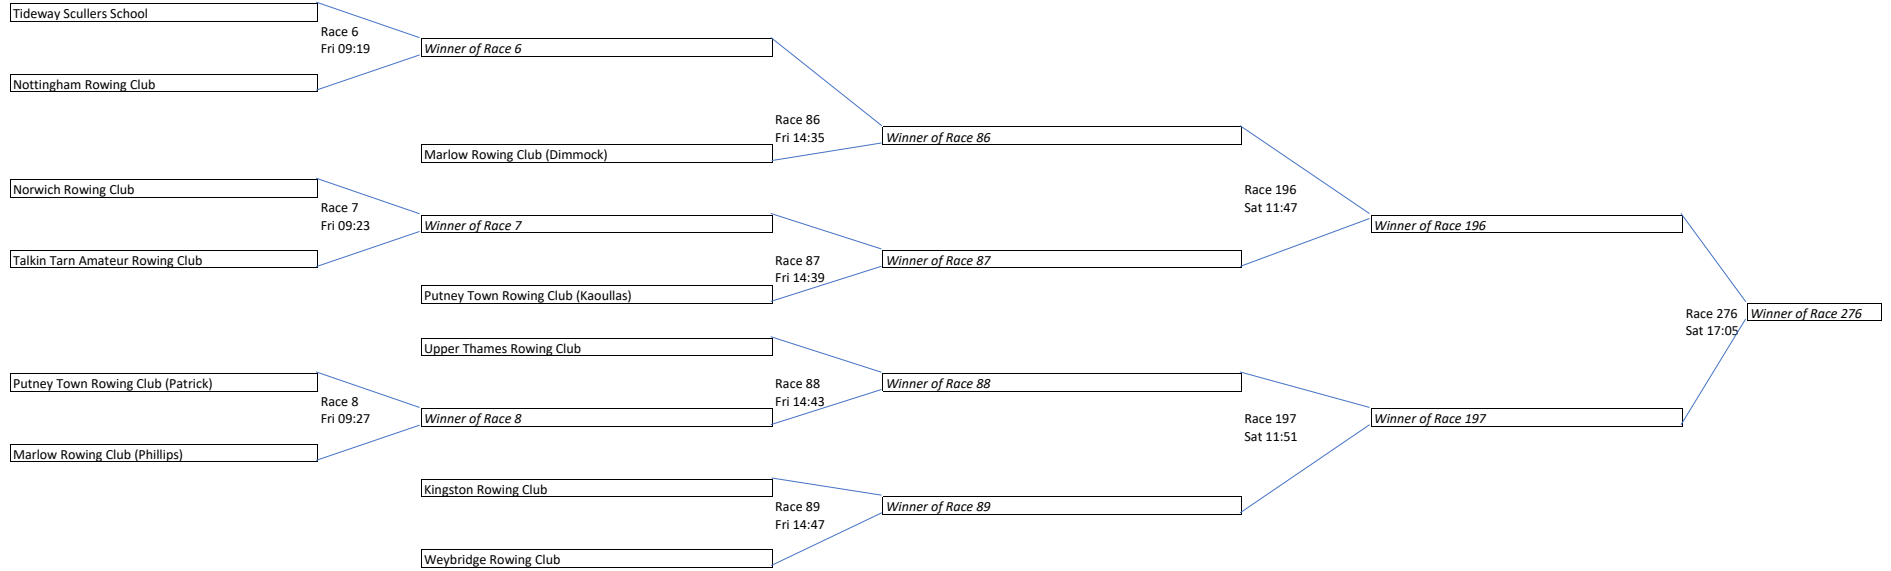 Tideway Scullers School
Race 6
Fri 09:19
Winner of Race 6
Nottingham Rowing Club
Race 86
Fri 14:35
Winner of Race 86
Marlow Rowing Club (Dimmock)
Norwich Rowing Club
Race 7
Fri 09:23
Winner of Race 7
Race 196
Sat 11:47
Winner of Race 196
Talkin Tarn Amateur Rowing Club
Race 87
Fri 14:39
Winner of Race 87
Putney Town Rowing Club (Kaoullas)
Race 276
Sat 17:05
Winner of Race 276
Upper Thames Rowing Club
Putney Town Rowing Club (Patrick)
Race 8
Fri 09:27
Winner of Race 8
Race 88
Fri 14:43
Winner of Race 88
Marlow Rowing Club (Phillips)
Race 197
Sat 11:51
Winner of Race 197
Kingston Rowing Club
Race 89
Fri 14:47
Winner of Race 89
Weybridge Rowing Club